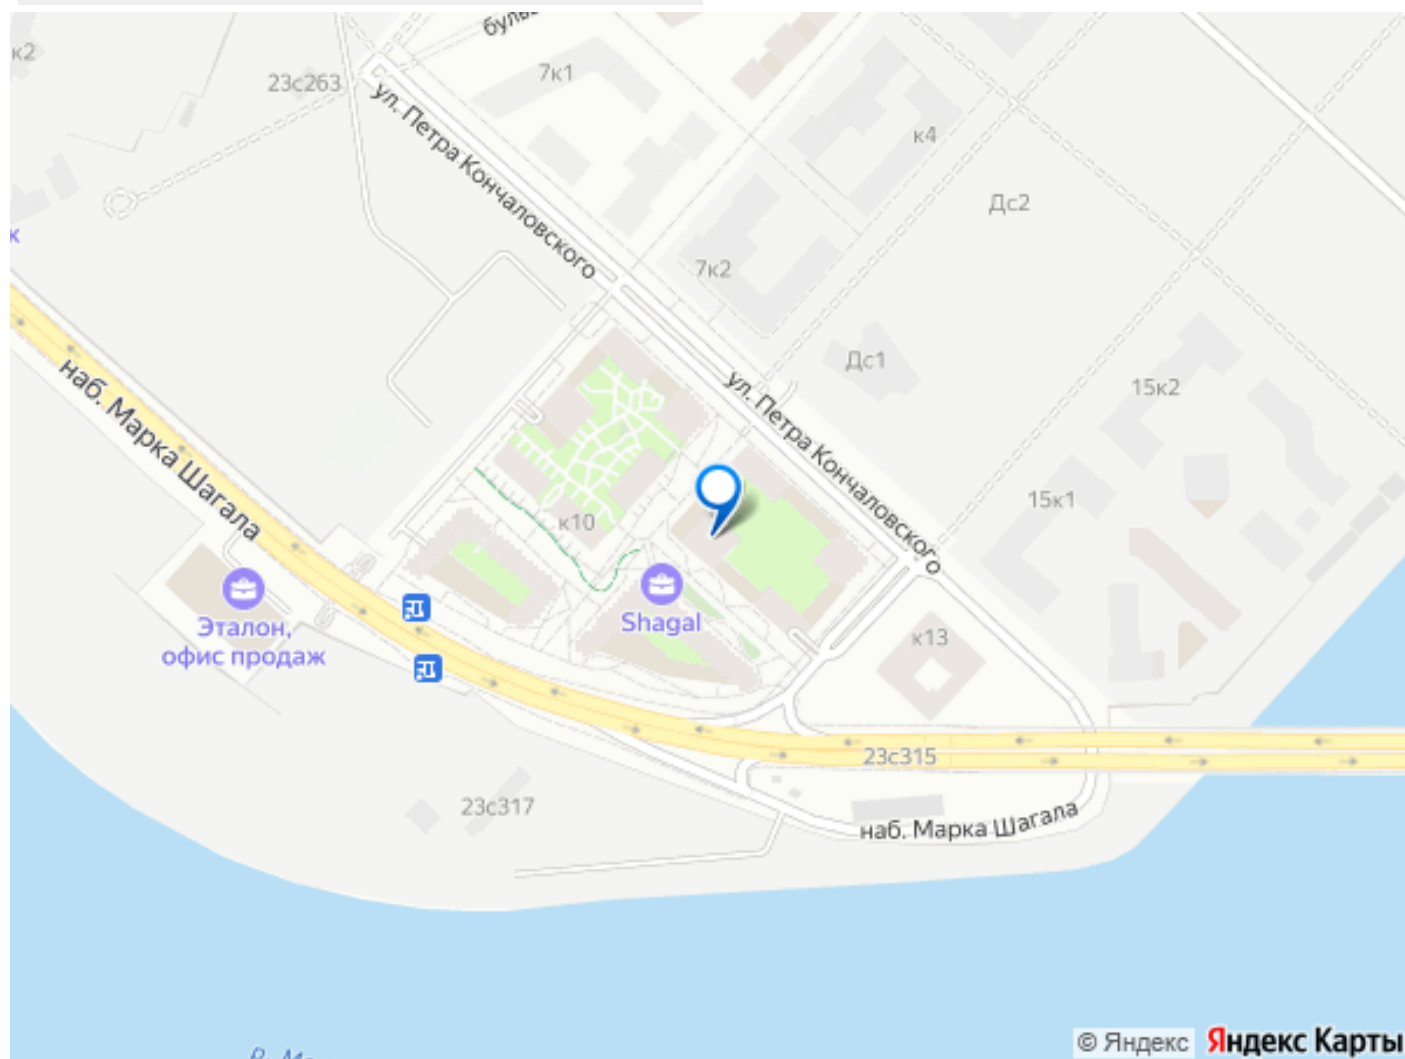 к2
23с263
7к1
к4
ул. Петра Кончаловского
Дс2
7к2
Дс1
наб. Марка Шагала
ул. Петра Кончаловского
15к2
15к1
к10
Shagal
Эталон,
офис продаж
к13
23с315
23с317
наб. Марка Шагала
© Яндекс
Яндекс Карты